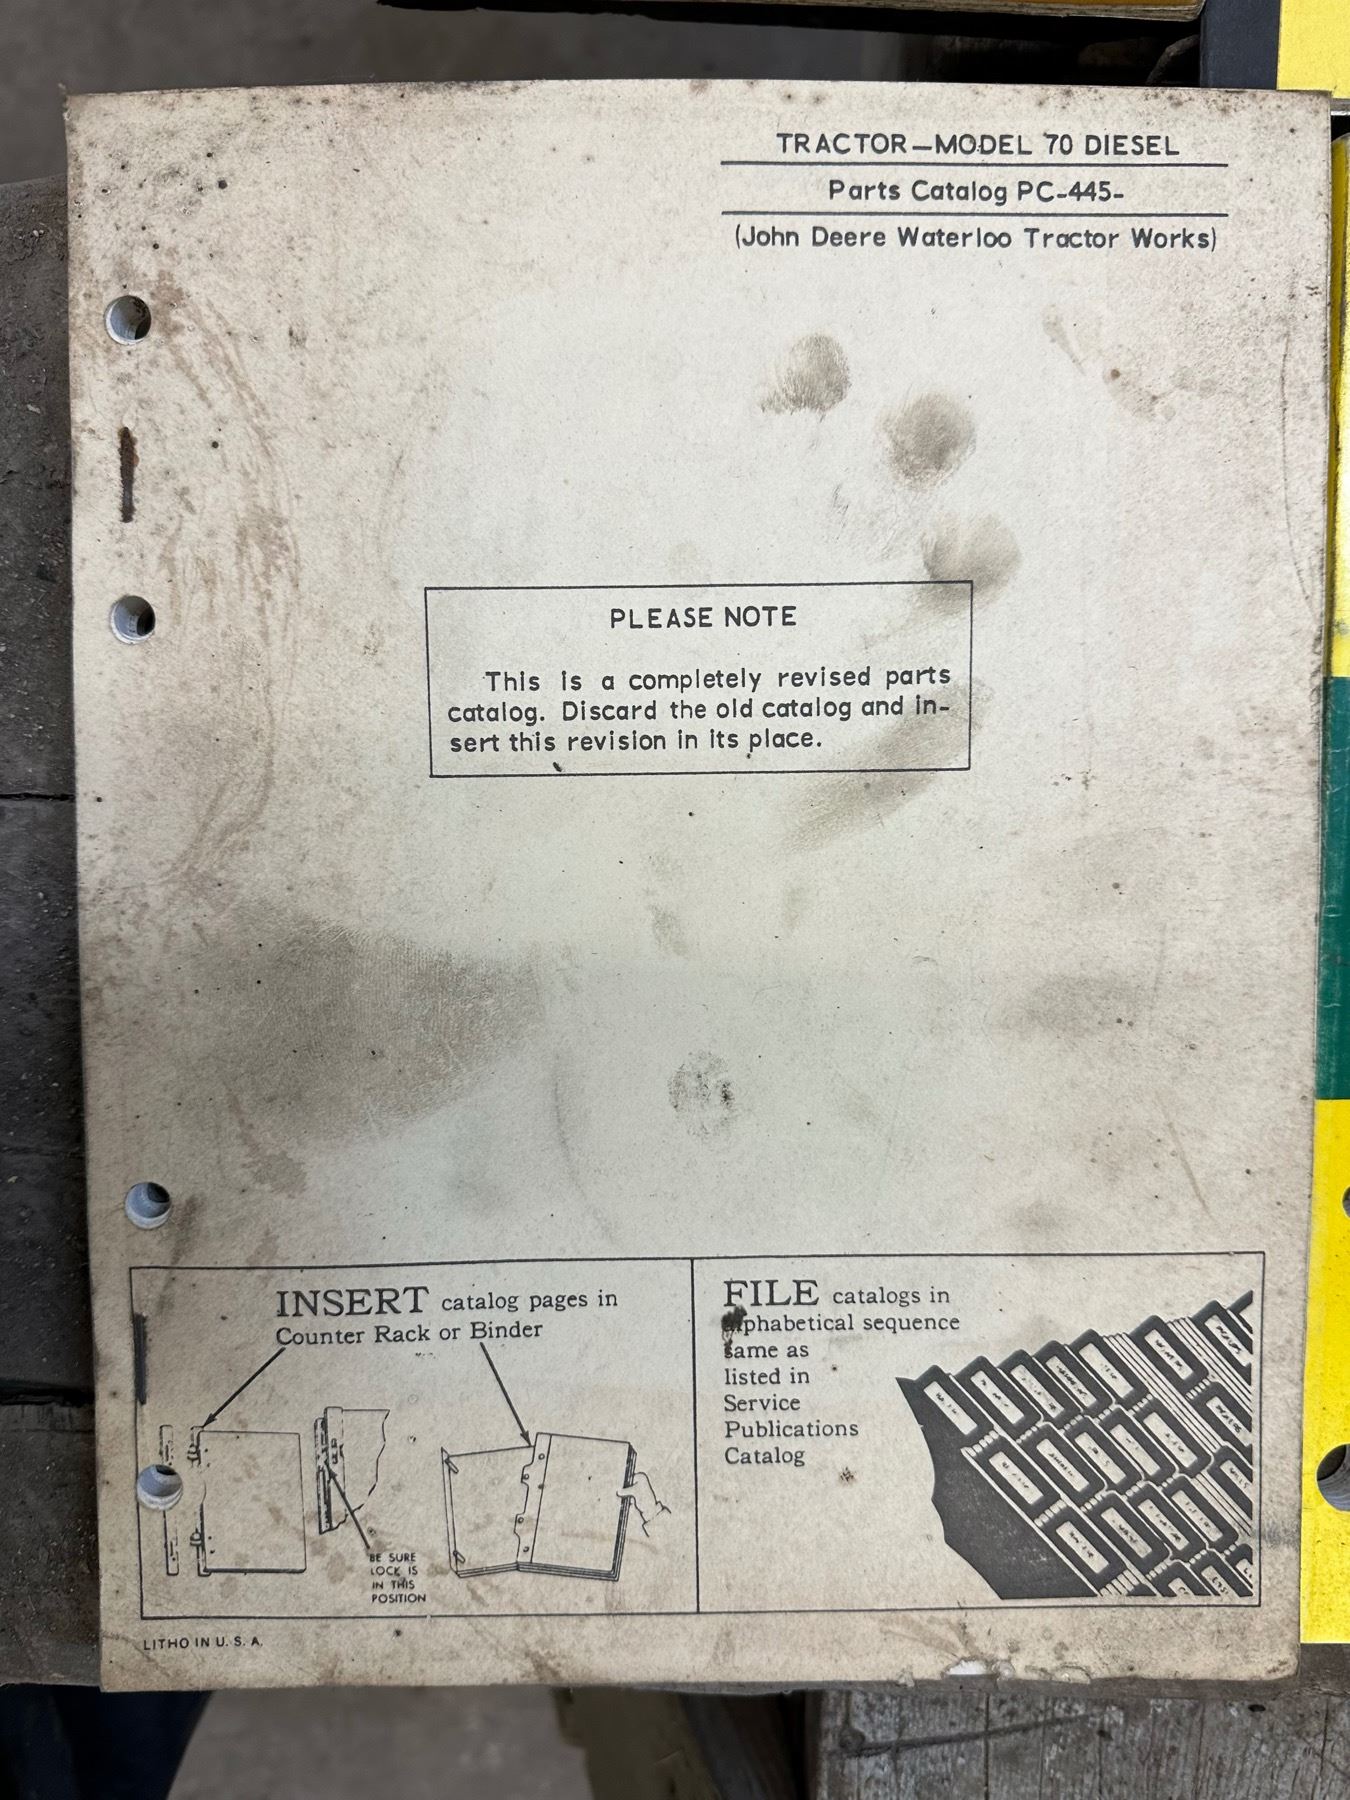 TRACTOR—MODEL 70 DIESEL
Parts Catalog PC-445-
(John Deere Waterloo Tractor Works)
PLEASE NOTE
This is a completely revised parts
catalog. Discard the old catalog and in-
sert this revision in its place.
INSERT catalog pages in
Counter Rack or Binder
BE SURE
LOCK IS
IN THIS
POSITION
FILE catalogs in
alphabetical sequence
same as
listed in
Service
Publications
Catalog
LITHO IN U. S. A.